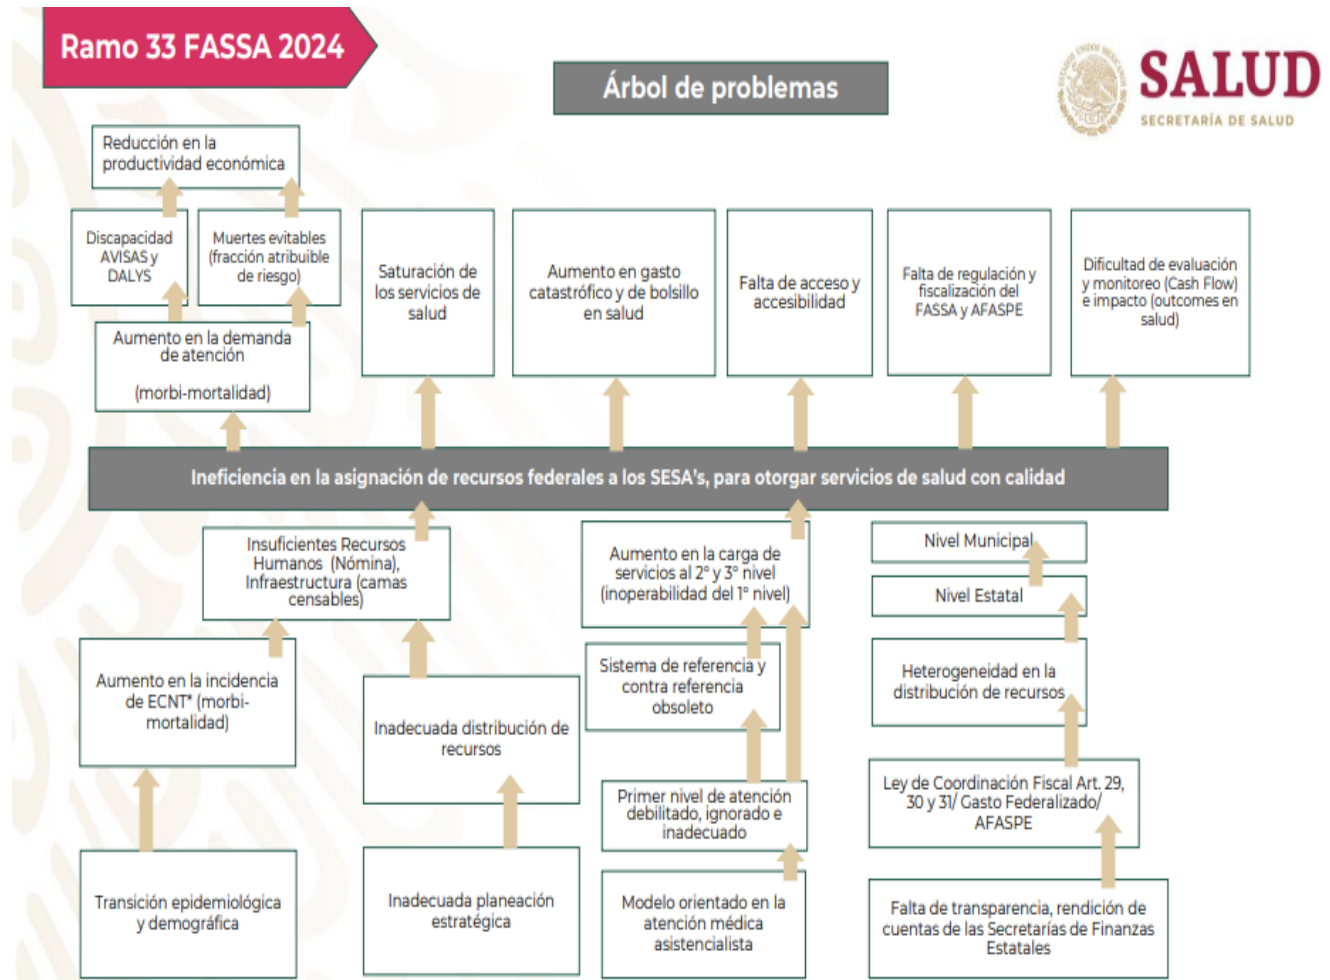 Ramo 33 FASSA 2024
Árbol de problemas
SALUD
SECRETARÍA DE SALUD
Reducción en la
productividad económica
Discapacidad
AVISAS y
DALYS
Muertes evitables
(fracción atribuible
de riesgo)
Saturación de
los servicios de
salud
Aumento en gasto
catastrófico y de bolsillo
en salud
Falta de acceso y
accesibilidad
Falta de regulación y
fiscalización del
FASSA y AFASPE
Dificultad de evaluación
y monitoreo (Cash Flow)
e impacto (outcomes en
salud)
Aumento en la demanda
de atención
(morbi-mortalidad)
Ineficiencia en la asignación de recursos federales a los SESA's, para otorgar servicios de salud con calidad
Insuficientes Recursos
Humanos (Nómina),
Infraestructura (camas
censables)
Aumento en la carga de
servicios al 2° y 3° nivel
(inoperabilidad del 1° nivel)
Nivel Municipal
Nivel Estatal
Aumento en la incidencia
de ECNT* (morbi-
mortalidad)
Inadecuada distribución de
recursos
Sistema de referencia y
contra referencia
obsoleto
Heterogeneidad en la
distribución de recursos
Primer nivel de atención
debilitado, ignorado e
inadecuado
Ley de Coordinación Fiscal Art. 29,
30 y 31/ Gasto Federalizado/
AFASPE
Transición epidemiológica
y demográfica
Inadecuada planeación
estratégica
Modelo orientado en la
atención médica
asistencialista
Falta de transparencia, rendición de
cuentas de las Secretarías de Finanzas
Estatales